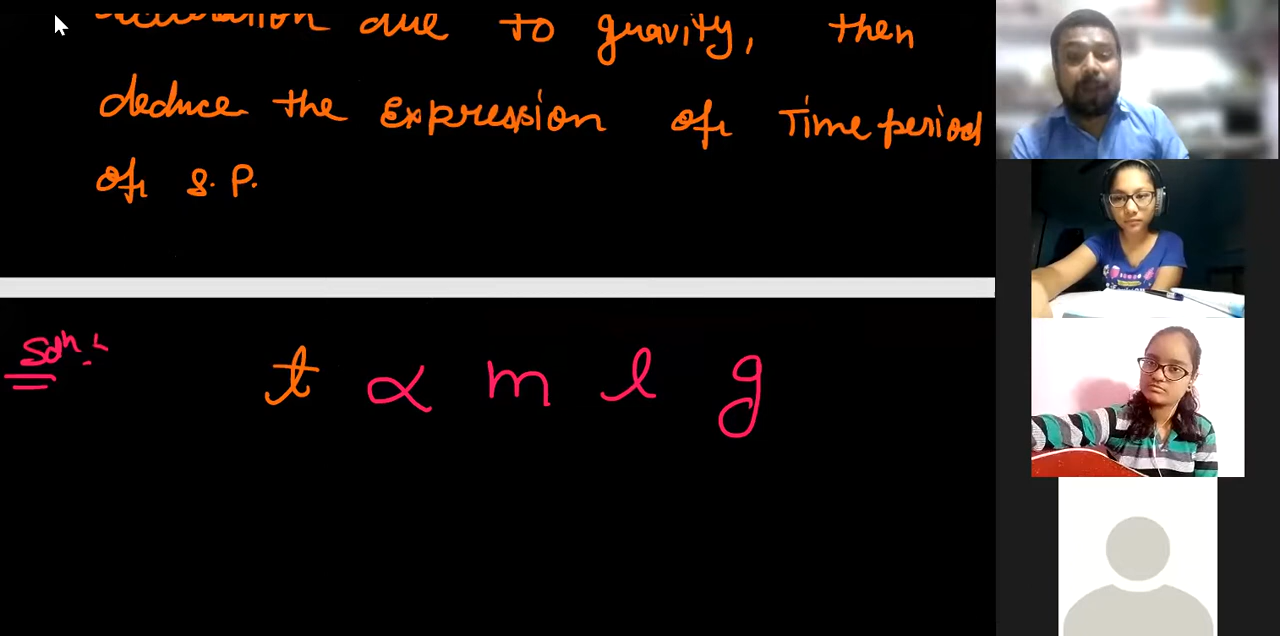 due to gravity, then
deduce the Expression of Time period
of S.P.
Soln :-
t ∝ m l g